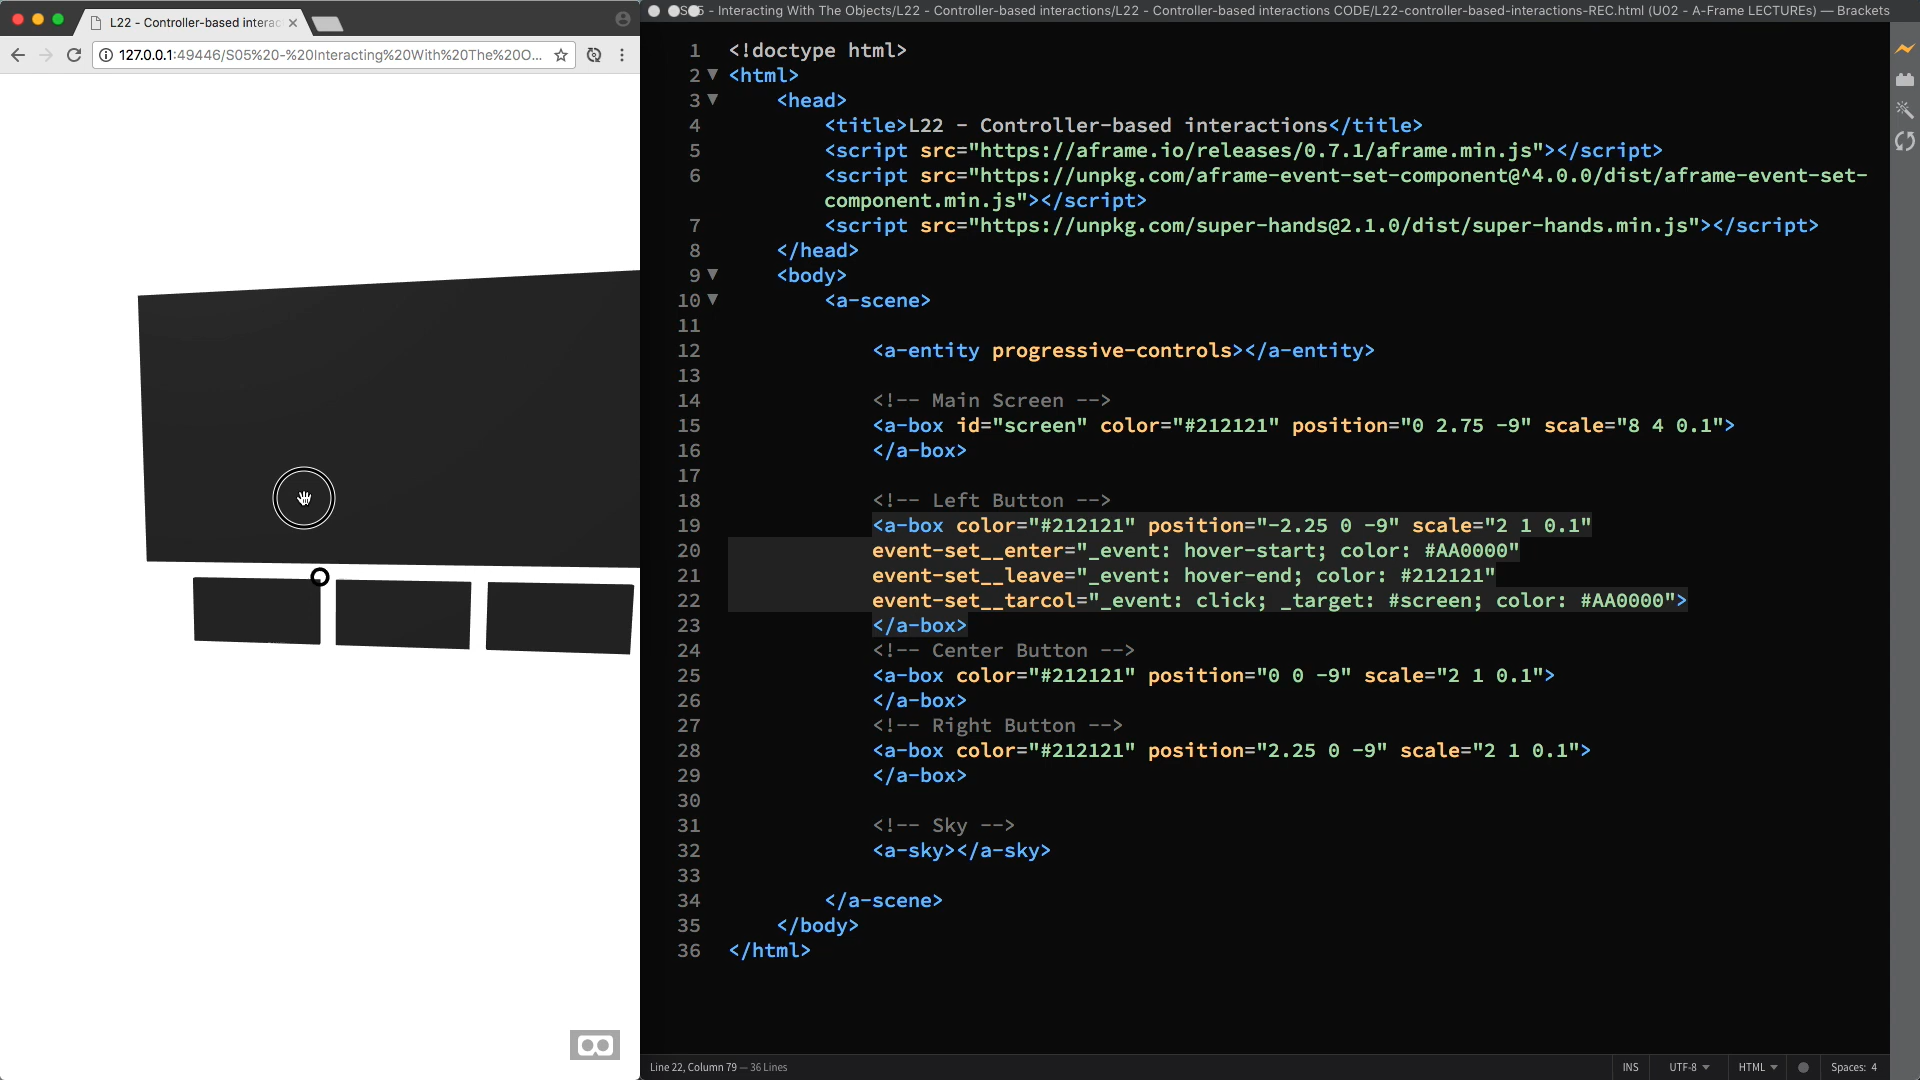 L22 - Controller-based interac
127.0.0.1:49446/S05%20-%20Interacting%20With%20The%20O...
5 - Interacting With The Objects/L22 - Controller-based interactions/L22 - Controller-based interactions CODE/L22-controller-based-interactions-REC.html (U02 - A-Frame LECTUREs) — Brackets
1 <!doctype html>
2 <html>
3 <head>
4 <title>L22 - Controller-based interactions</title>
5 <script src="https://aframe.io/releases/0.7.1/aframe.min.js"></script>
6 <script src="https://unpkg.com/aframe-event-set-component@^4.0.0/dist/aframe-event-set-
component.min.js"></script>
7 <script src="https://unpkg.com/super-hands@2.1.0/dist/super-hands.min.js"></script>
8 </head>
9 <body>
10 <a-scene>
11
12 <a-entity progressive-controls></a-entity>
13
14 <!-- Main Screen -->
15 <a-box id="screen" color="#212121" position="0 2.75 -9" scale="8 4 0.1">
16 </a-box>
17
18 <!-- Left Button -->
19 <a-box color="#212121" position="-2.25 0 -9" scale="2 1 0.1"
20 event-set__enter="_event: hover-start; color: #AA0000"
21 event-set__leave="_event: hover-end; color: #212121"
22 event-set__tarcol="_event: click; _target: #screen; color: #AA0000">
23 </a-box>
24 <!-- Center Button -->
25 <a-box color="#212121" position="0 0 -9" scale="2 1 0.1">
26 </a-box>
27 <!-- Right Button -->
28 <a-box color="#212121" position="2.25 0 -9" scale="2 1 0.1">
29 </a-box>
30
31 <!-- Sky -->
32 <a-sky></a-sky>
33
34 </a-scene>
35 </body>
36 </html>
Line 22, Column 79 — 36 Lines
INS
UTF-8
HTML
Spaces: 4